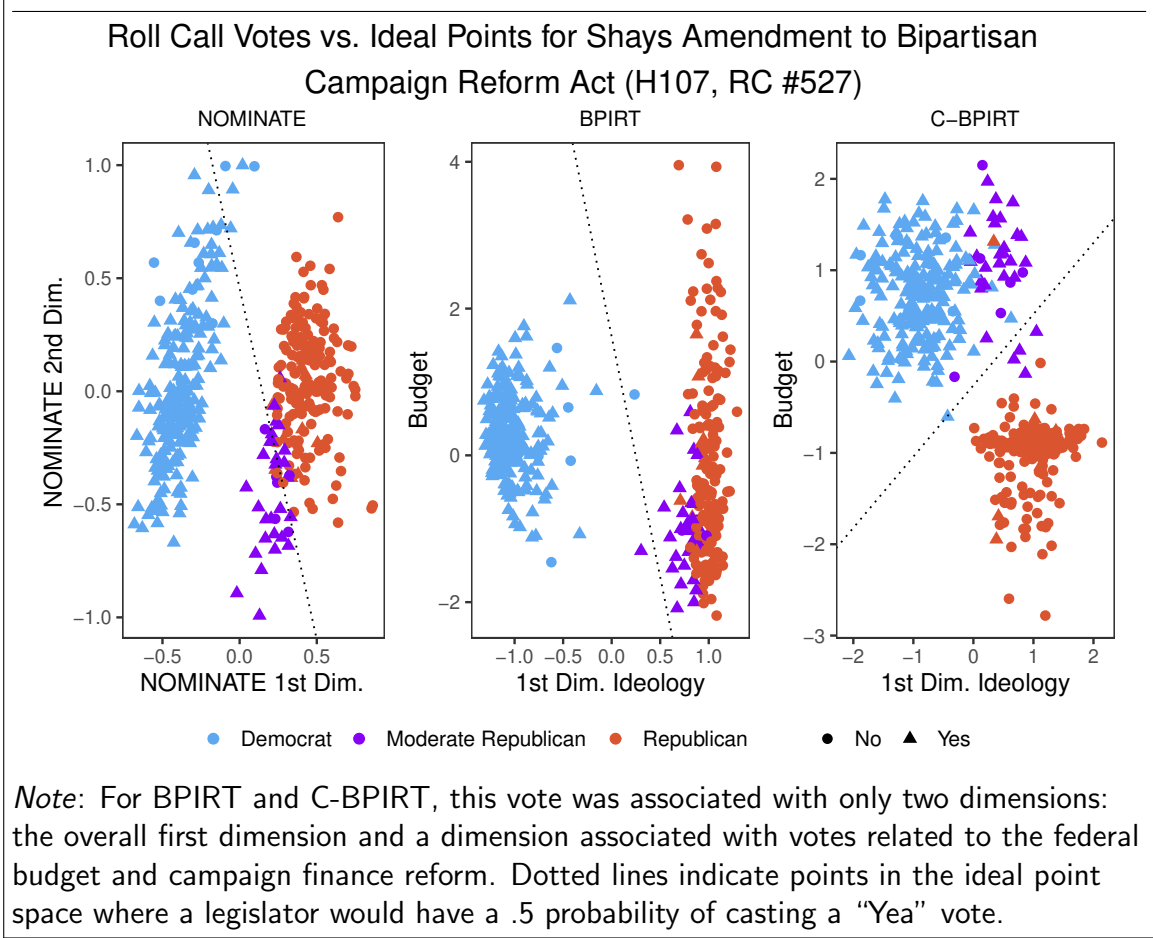 Roll Call Votes vs. Ideal Points for Shays Amendment to Bipartisan
Campaign Reform Act (H107, RC #527)
NOMINATE
BPIRT
C−BPIRT
NOMINATE 2nd Dim.
1.0
0.5
0.0
−0.5
−1.0
−0.5
0.0
0.5
NOMINATE 1st Dim.
Budget
4
2
0
−2
−1.0
−0.5
0.0
0.5
1.0
1st Dim. Ideology
Budget
2
1
0
−1
−2
−3
−2
−1
0
1
2
1st Dim. Ideology
Democrat
Moderate Republican
Republican
No
Yes
Note: For BPIRT and C-BPIRT, this vote was associated with only two dimensions:
the overall first dimension and a dimension associated with votes related to the federal
budget and campaign finance reform. Dotted lines indicate points in the ideal point
space where a legislator would have a .5 probability of casting a “Yea” vote.